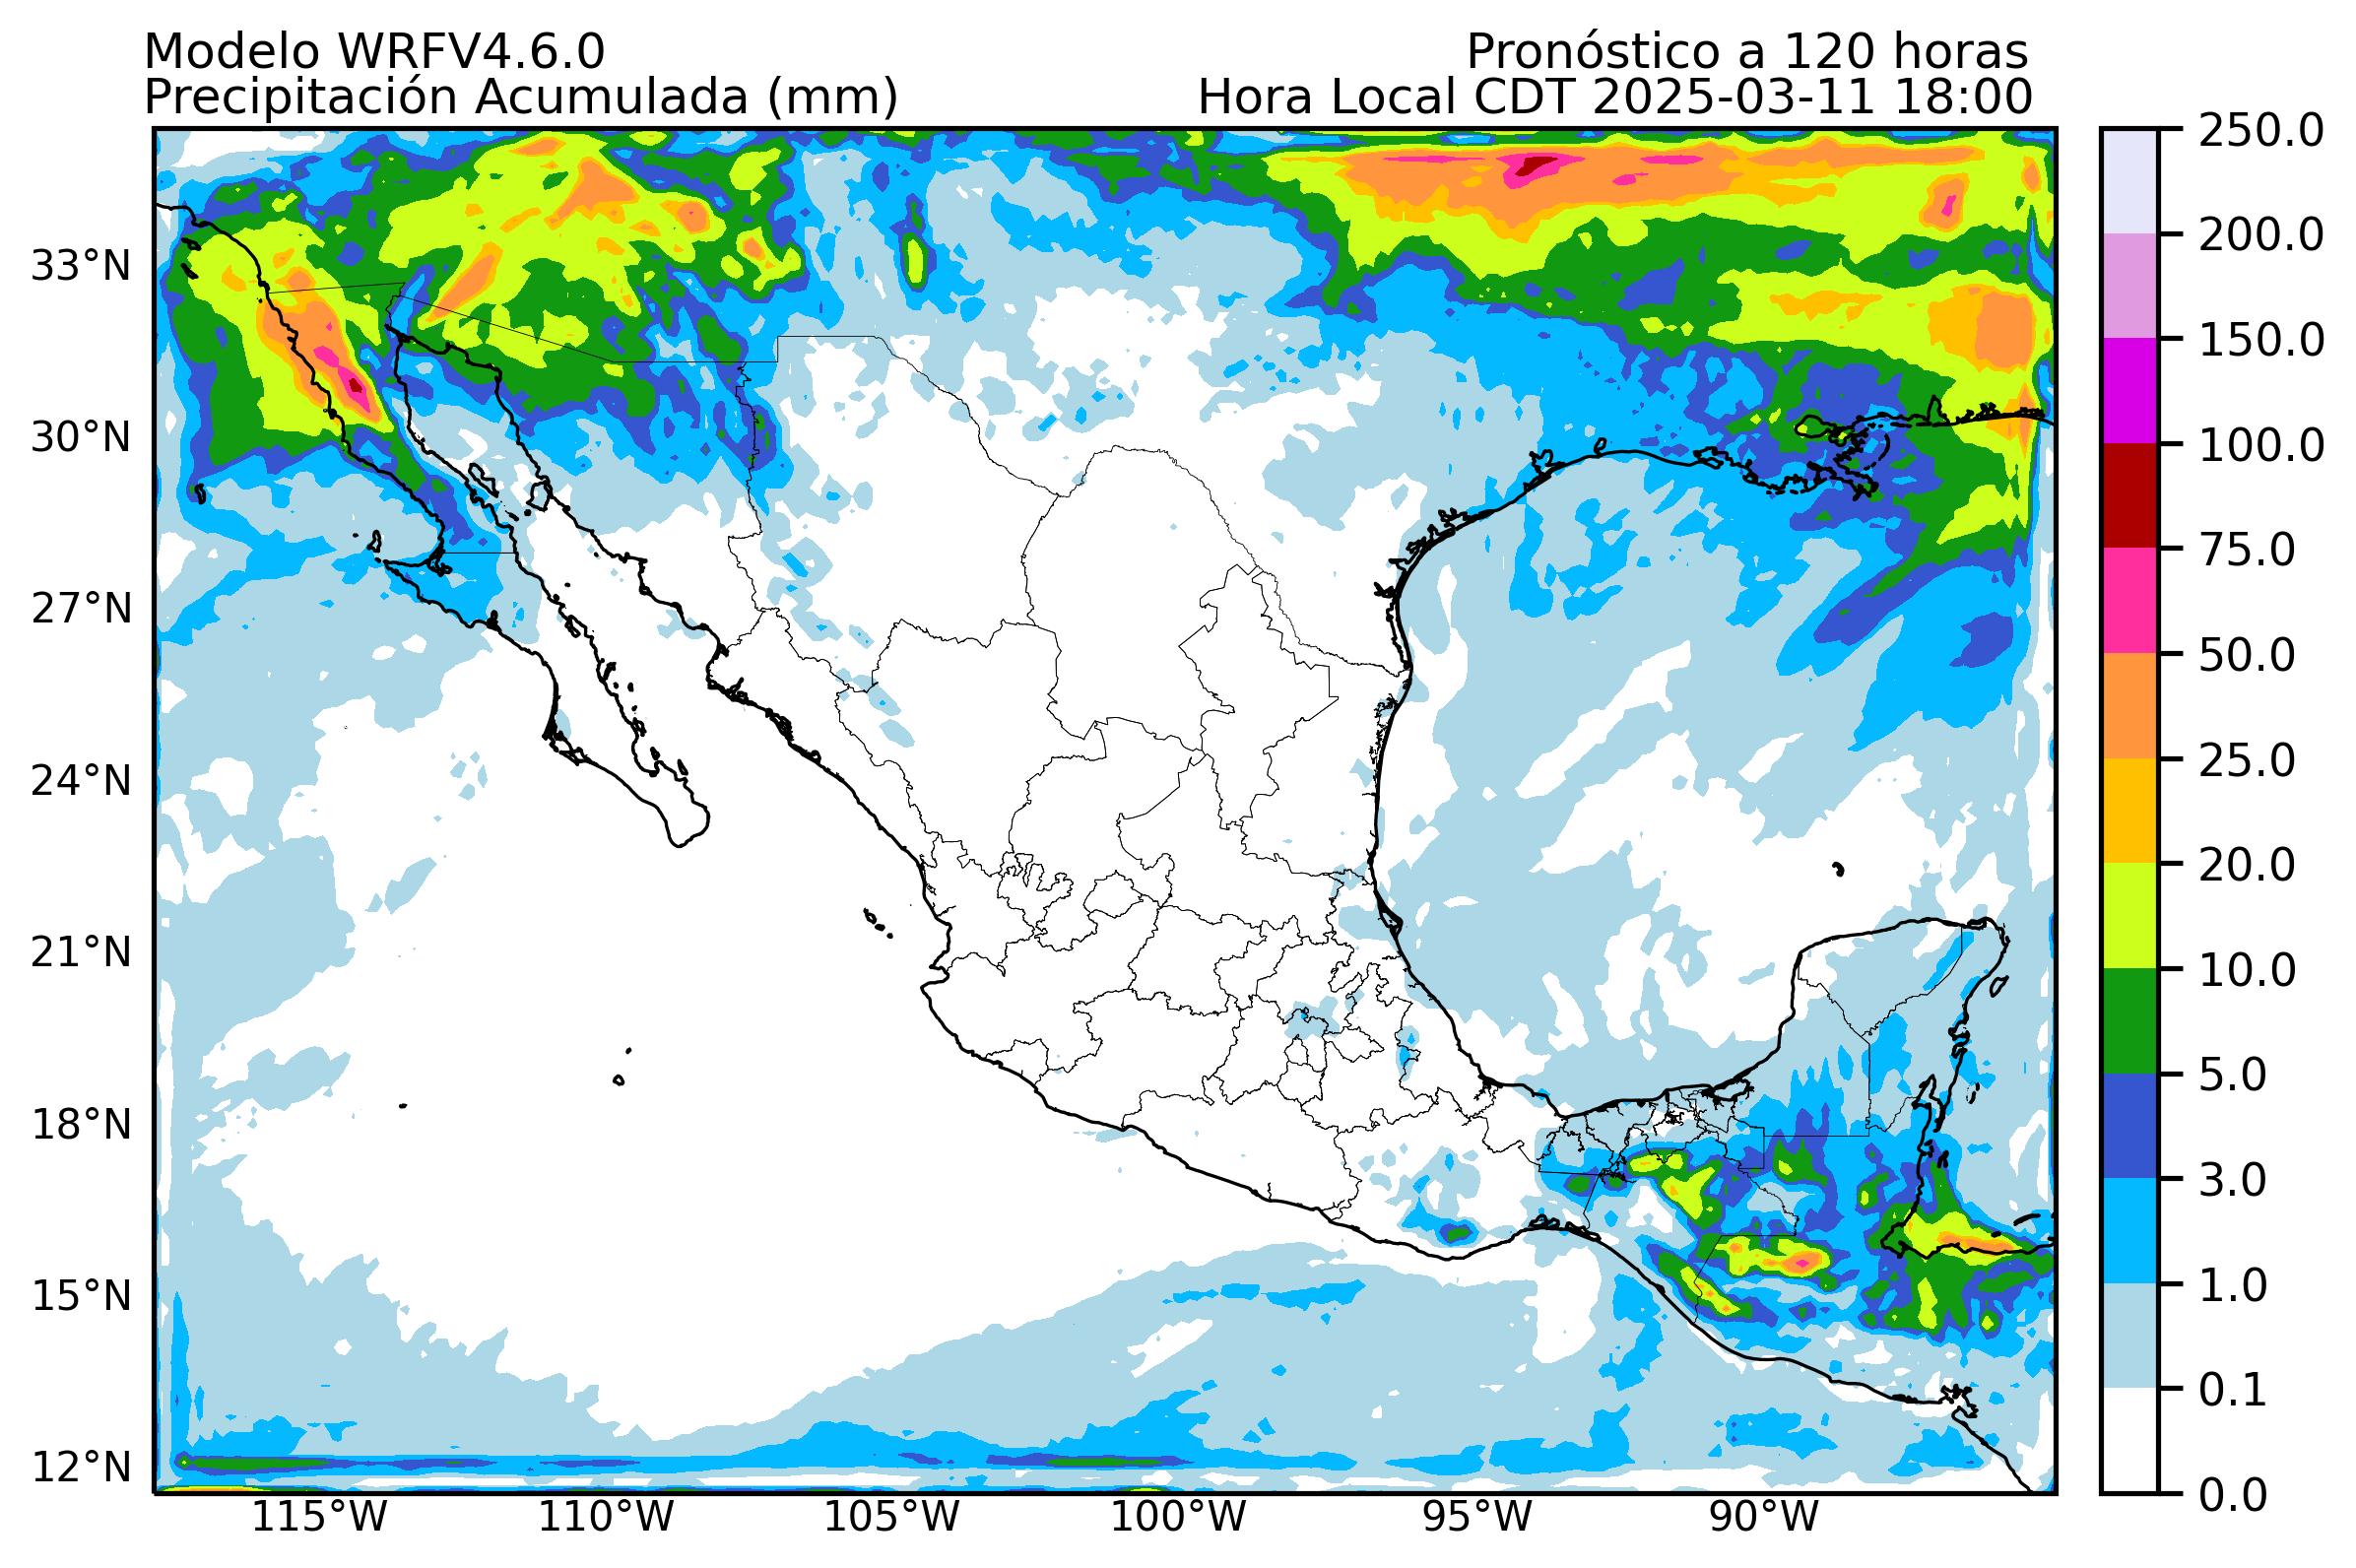 Modelo WRFV4.6.0
Pronóstico a 120 horas
Precipitación Acumulada (mm)
Hora Local CDT 2025-03-11 18:00
250.0
200.0
150.0
100.0
75.0
50.0
25.0
20.0
10.0
5.0
3.0
1.0
0.1
0.0
33°N
30°N
27°N
24°N
21°N
18°N
15°N
12°N
115°W
110°W
105°W
100°W
95°W
90°W